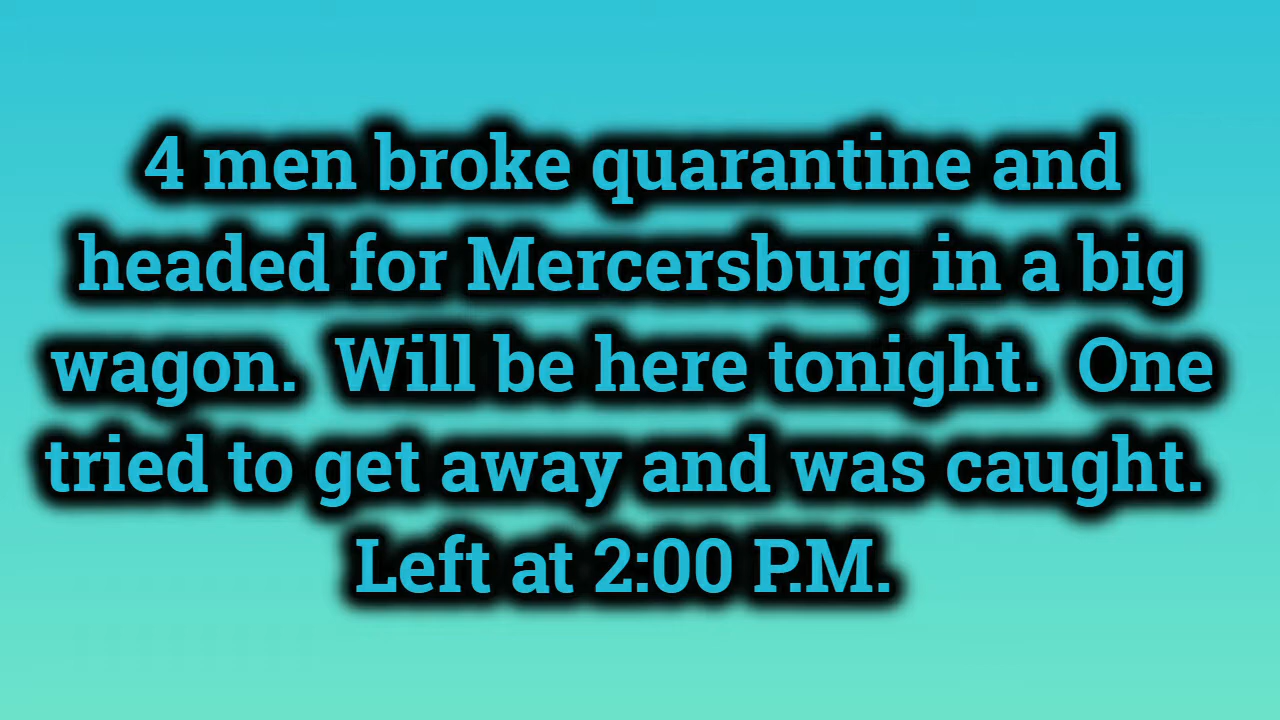 4 men broke quarantine and
headed for Mercersburg in a big
wagon.  Will be here tonight.  One
tried to get away and was caught.
Left at 2:00 P.M.